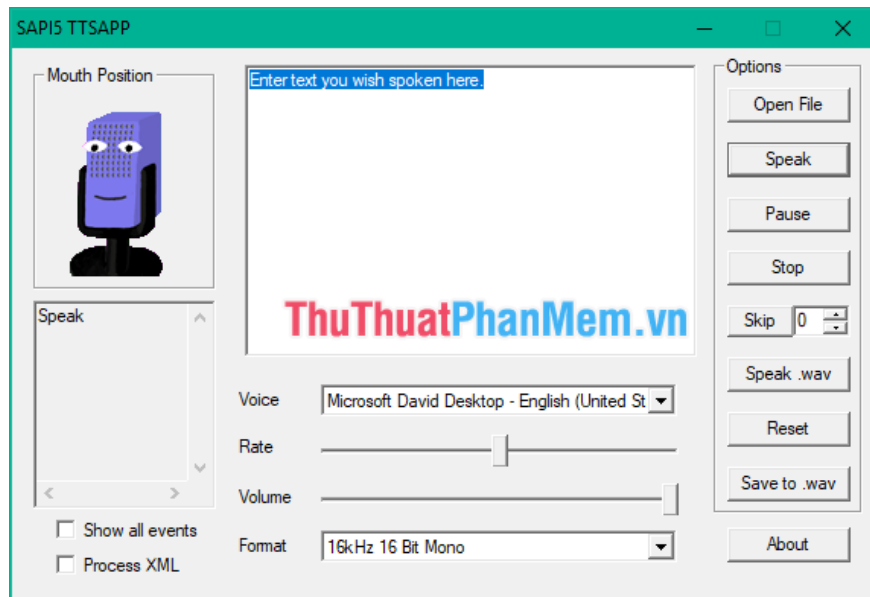 SAPI5 TTSAPP
Mouth Position
Speak
Show all events
Process XML
Enter text you wish spoken here.
ThuThuatPhanMem.vn
Voice
Microsoft David Desktop - English (United St
Rate
Volume
Format
16kHz 16 Bit Mono
Options
Open File
Speak
Pause
Stop
Skip 0
Speak .wav
Reset
Save to .wav
About